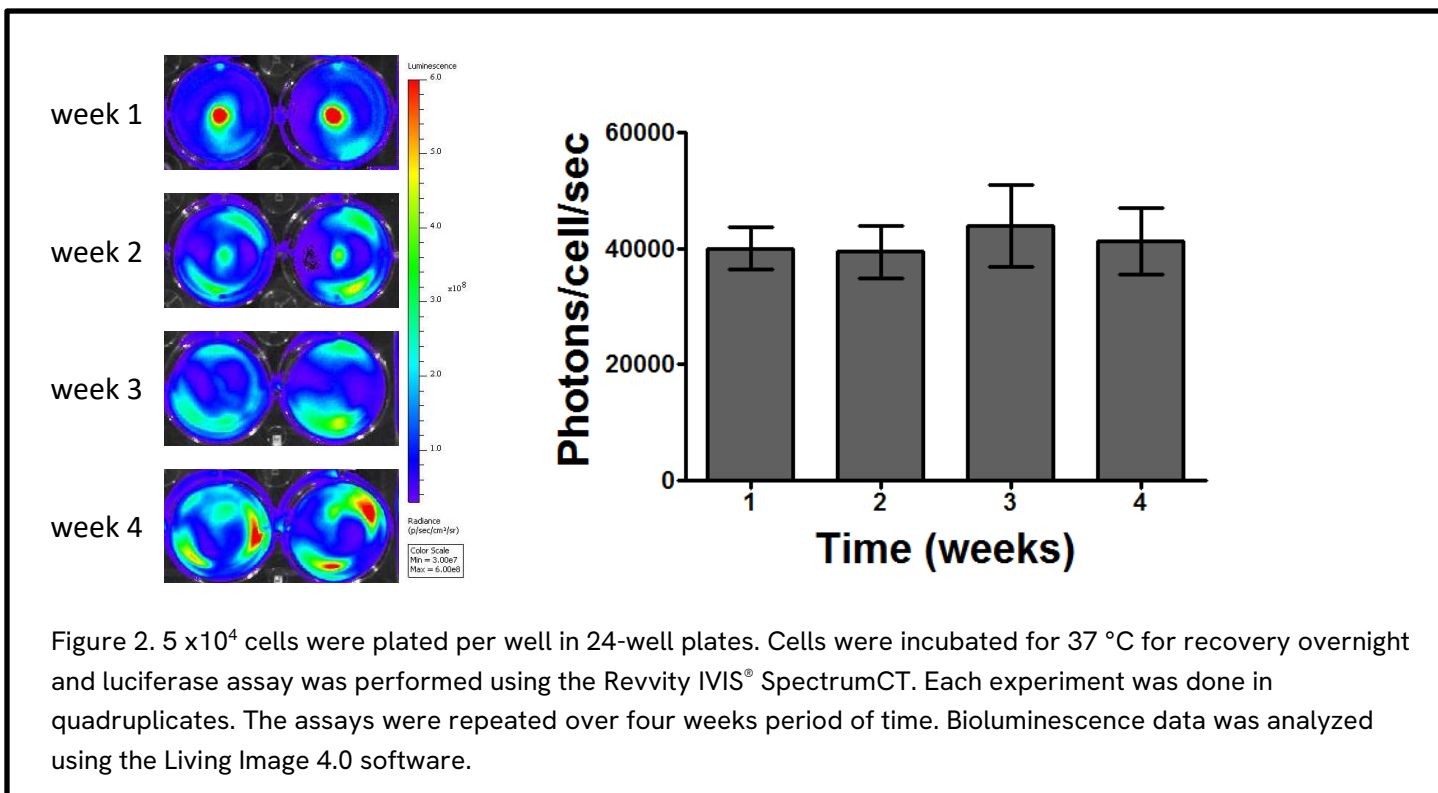 week 1
week 2
week 3
week 4
Luminescence
6.0
5.0
4.0
3.0
x10⁸
2.0
1.0
Radiance
(p/sec/cm²/sr)
Color Scale
Min = 3.00e7
Max = 6.00e8
Photons/cell/sec
60000
40000
20000
0
1 2 3 4
Time (weeks)
Figure 2. 5 x10⁴ cells were plated per well in 24-well plates. Cells were incubated for 37 °C for recovery overnight
and luciferase assay was performed using the Revvity IVIS® SpectrumCT. Each experiment was done in
quadruplicates. The assays were repeated over four weeks period of time. Bioluminescence data was analyzed
using the Living Image 4.0 software.